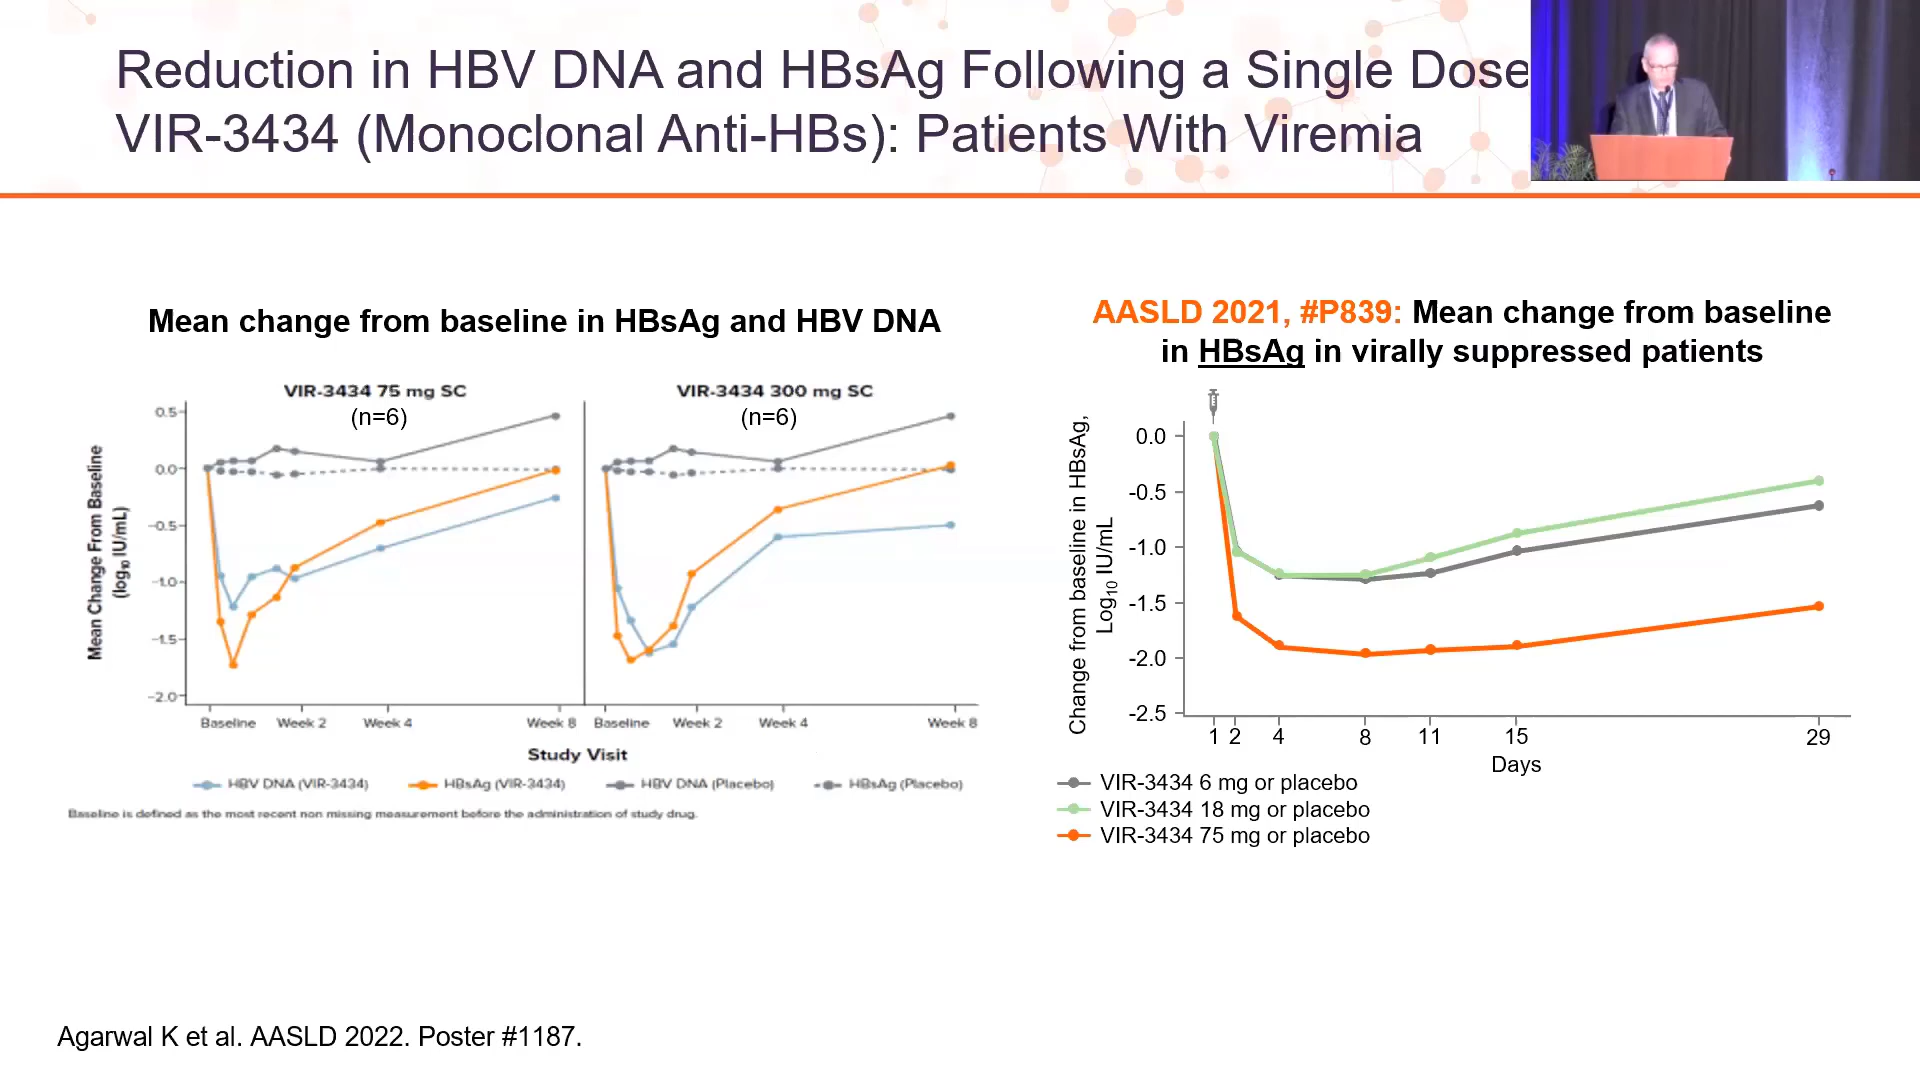 Reduction in HBV DNA and HBsAg Following a Single Dose
VIR-3434 (Monoclonal Anti-HBs): Patients With Viremia
Mean change from baseline in HBsAg and HBV DNA
VIR-3434 75 mg SC
(n=6)
VIR-3434 300 mg SC
(n=6)
Mean Change From Baseline
(log10 IU/mL)
0.5
0.0
-0.5
-1.0
-1.5
-2.0
Baseline Week 2 Week 4 Week 8
Baseline Week 2 Week 4 Week 8
Study Visit
HBV DNA (VIR-3434) HBsAg (VIR-3434) HBV DNA (Placebo) HBsAg (Placebo)
Baseline is defined as the most recent non missing measurement before the administration of study drug.
AASLD 2021, #P839: Mean change from baseline
in HBsAg in virally suppressed patients
Change from baseline in HBsAg,
Log10 IU/mL
0.0
-0.5
-1.0
-1.5
-2.0
-2.5
1 2 4 8 11 15 29
Days
VIR-3434 6 mg or placebo
VIR-3434 18 mg or placebo
VIR-3434 75 mg or placebo
Agarwal K et al. AASLD 2022. Poster #1187.